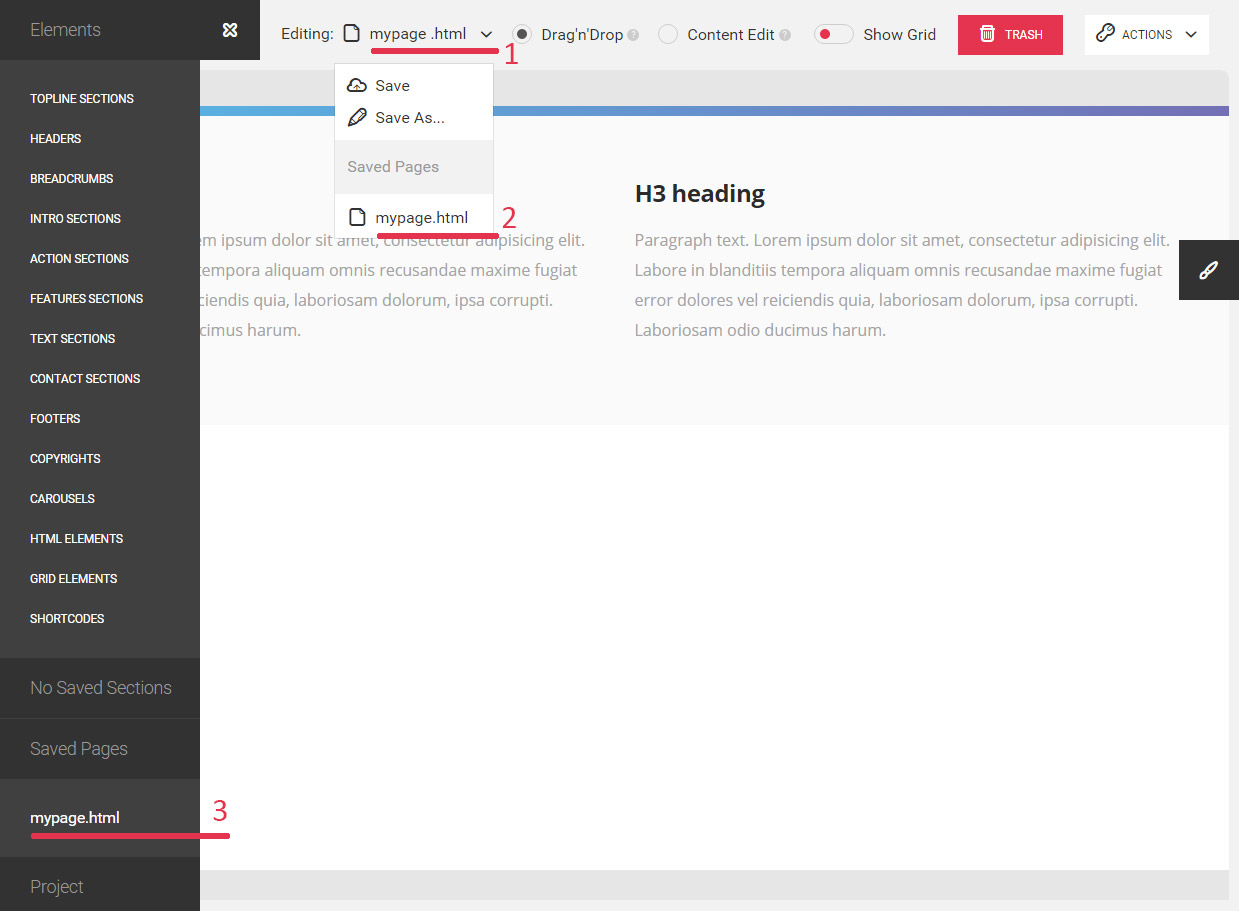 Elements
Editing: mypage .html Drag'n'Drop ? Content Edit ? Show Grid TRASH ACTIONS
1
Save
Save As...
Saved Pages
mypage.html
2
TOPLINE SECTIONS
HEADERS
BREADCRUMBS
INTRO SECTIONS
ACTION SECTIONS
FEATURES SECTIONS
TEXT SECTIONS
CONTACT SECTIONS
FOOTERS
COPYRIGHTS
CAROUSELS
HTML ELEMENTS
GRID ELEMENTS
SHORTCODES
No Saved Sections
Saved Pages
mypage.html
3
Project
ipsum dolor sit amet, consectetur adipisicing elit.
tempora aliquam omnis recusandae maxime fugiat
quia, laboriosam dolorum, ipsa corrupti.
harum.
H3 heading
Paragraph text. Lorem ipsum dolor sit amet, consectetur adipisicing elit.
Labore in blanditiis tempora aliquam omnis recusandae maxime fugiat
error dolores vel reiciendis quia, laboriosam dolorum, ipsa corrupti.
Laboriosam odio ducimus harum.